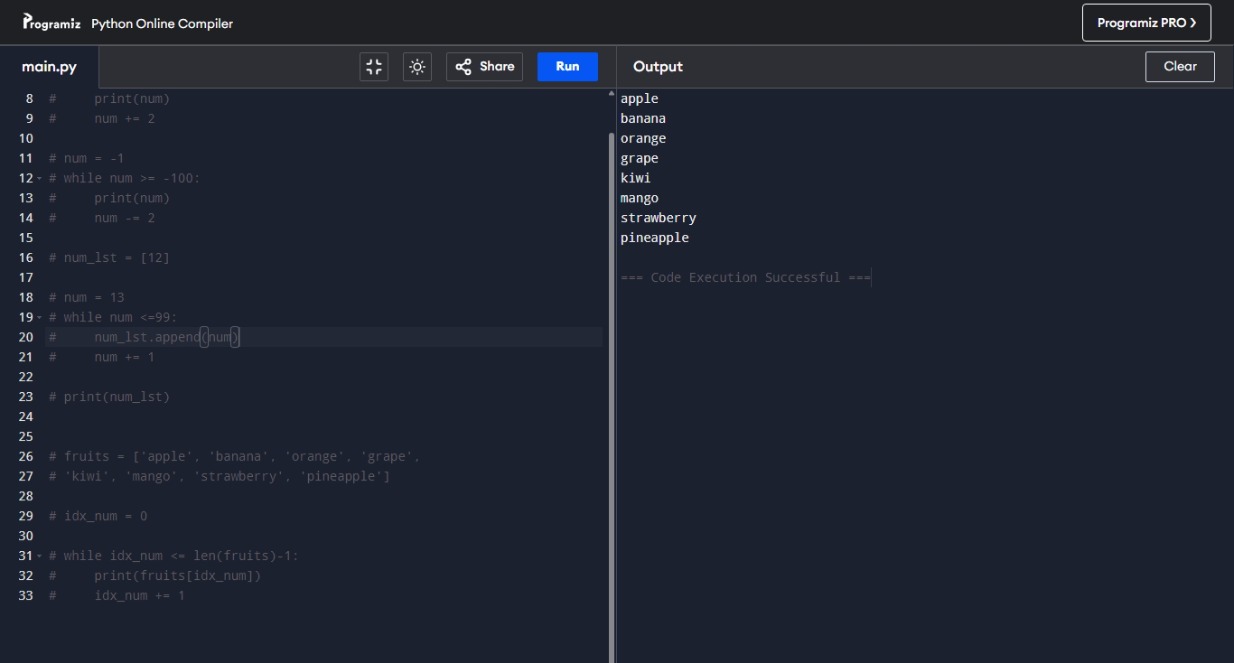 Programiz Python Online Compiler
Programiz PRO >
main.py
Share
Run
Output
Clear
8 #     print(num)
9 #     num += 2
10
11 # num = -1
12 # while num >= -100:
13 #     print(num)
14 #     num -= 2
15
16 # num_lst = [12]
17
18 # num = 13
19 # while num <=99:
20 #     num_lst.append(num)
21 #     num += 1
22
23 # print(num_lst)
24
25
26 # fruits = ['apple', 'banana', 'orange', 'grape',
27 # 'kiwi', 'mango', 'strawberry', 'pineapple']
28
29 # idx_num = 0
30
31 # while idx_num <= len(fruits)-1:
32 #     print(fruits[idx_num])
33 #     idx_num += 1
apple
banana
orange
grape
kiwi
mango
strawberry
pineapple
=== Code Execution Successful ===